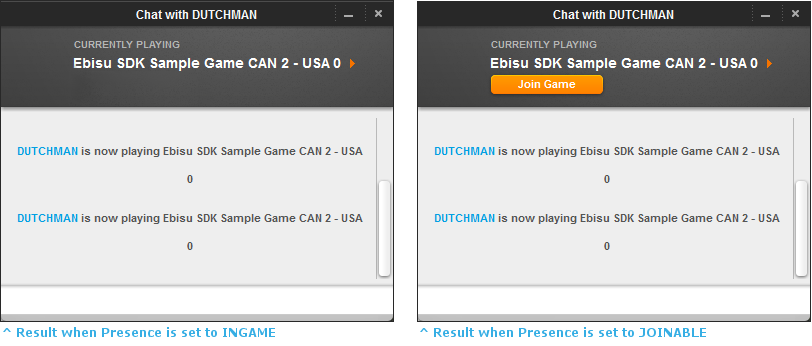 Chat with DUTCHMAN
CURRENTLY PLAYING
Ebisu SDK Sample Game CAN 2 - USA 0
DUTCHMAN is now playing Ebisu SDK Sample Game CAN 2 - USA
0
DUTCHMAN is now playing Ebisu SDK Sample Game CAN 2 - USA
0
^ Result when Presence is set to INGAME
Chat with DUTCHMAN
CURRENTLY PLAYING
Ebisu SDK Sample Game CAN 2 - USA 0
Join Game
DUTCHMAN is now playing Ebisu SDK Sample Game CAN 2 - USA
0
DUTCHMAN is now playing Ebisu SDK Sample Game CAN 2 - USA
0
^ Result when Presence is set to JOINABLE